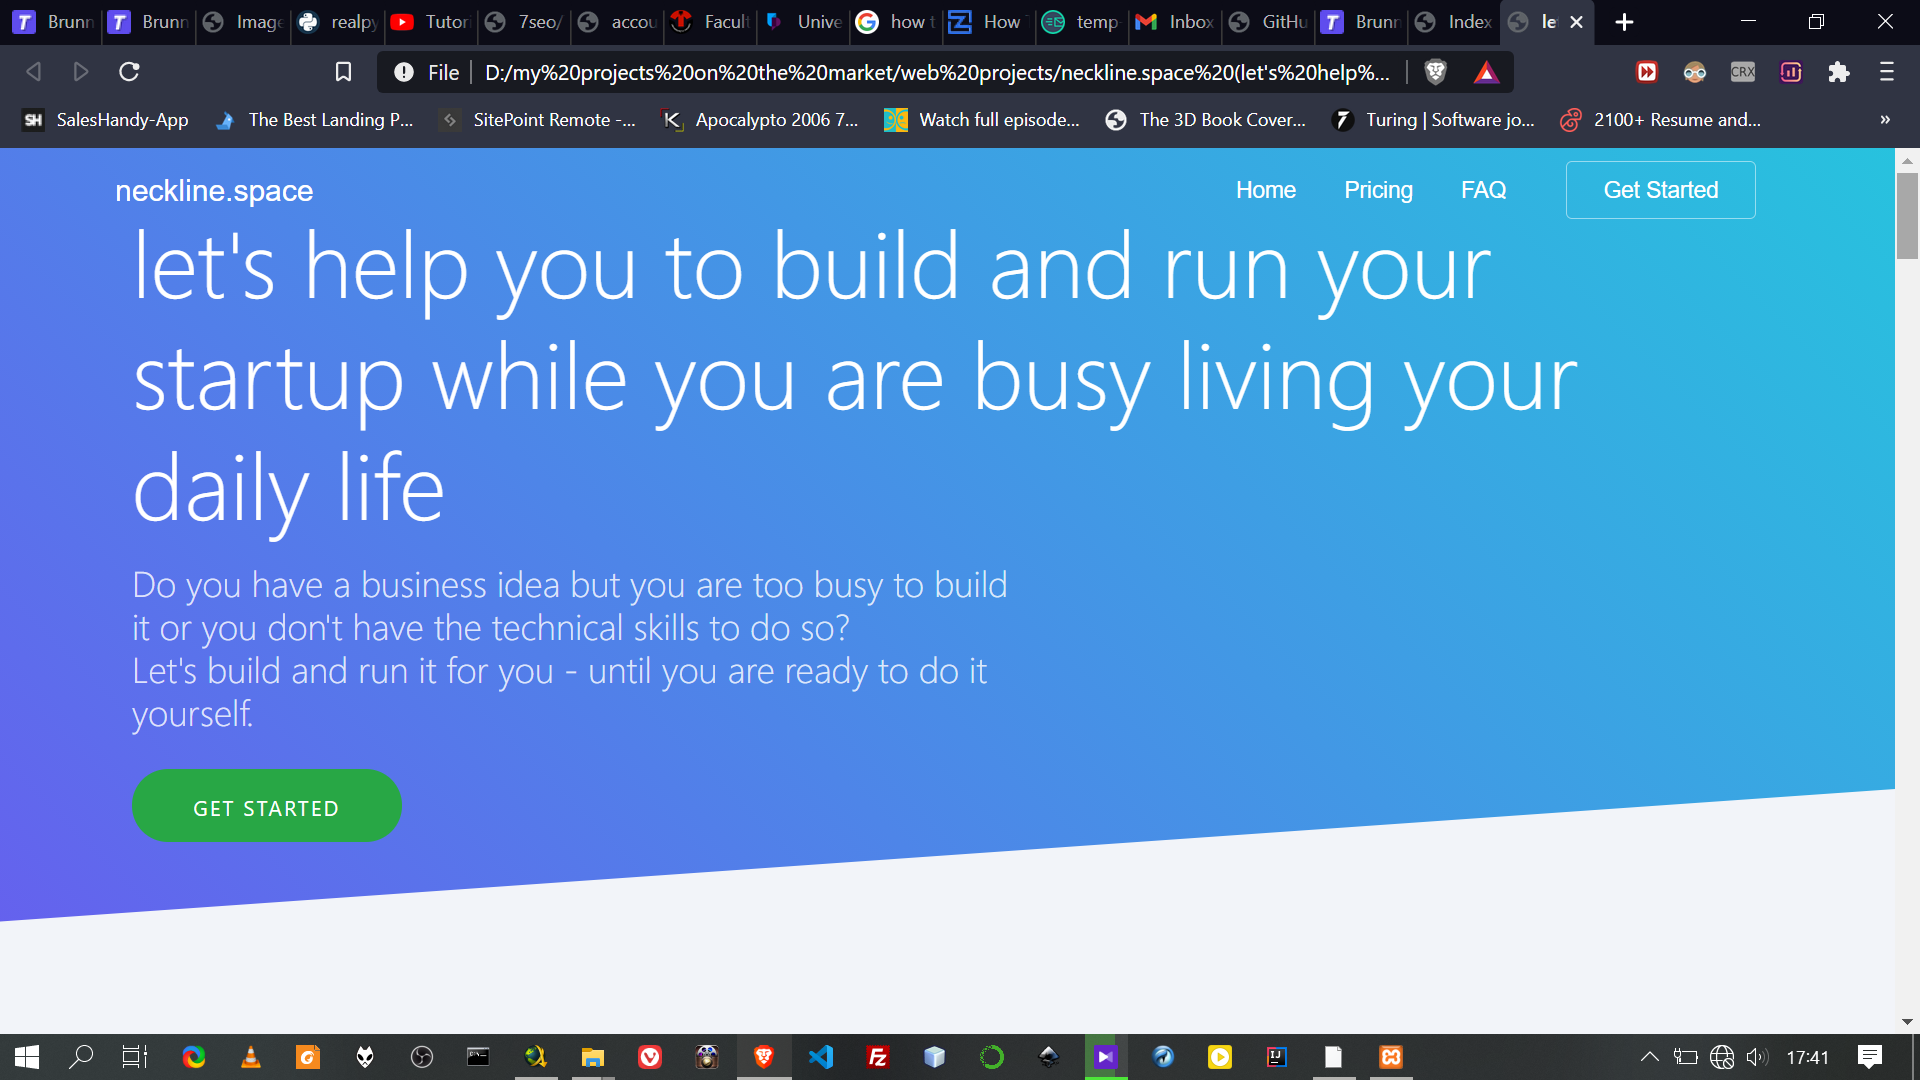 Brunn
Brunn
Image
realpy
Tutori
7seo/
accou
Facult
Unive
how t
How
temp
Inbox
GitHu
Brunn
Index
le
File
D:/my%20projects%20on%20the%20market/web%20projects/neckline.space%20(let's%20help%...
CRX
SH
SalesHandy-App
The Best Landing P...
SitePoint Remote -...
Apocalypto 2006 7...
Watch full episode...
The 3D Book Cover...
Turing | Software jo...
2100+ Resume and...
»
neckline.space
Home
Pricing
FAQ
Get Started
let's help you to build and run your
startup while you are busy living your
daily life
Do you have a business idea but you are too busy to build
it or you don't have the technical skills to do so?
Let's build and run it for you - until you are ready to do it
yourself.
GET STARTED
17:41